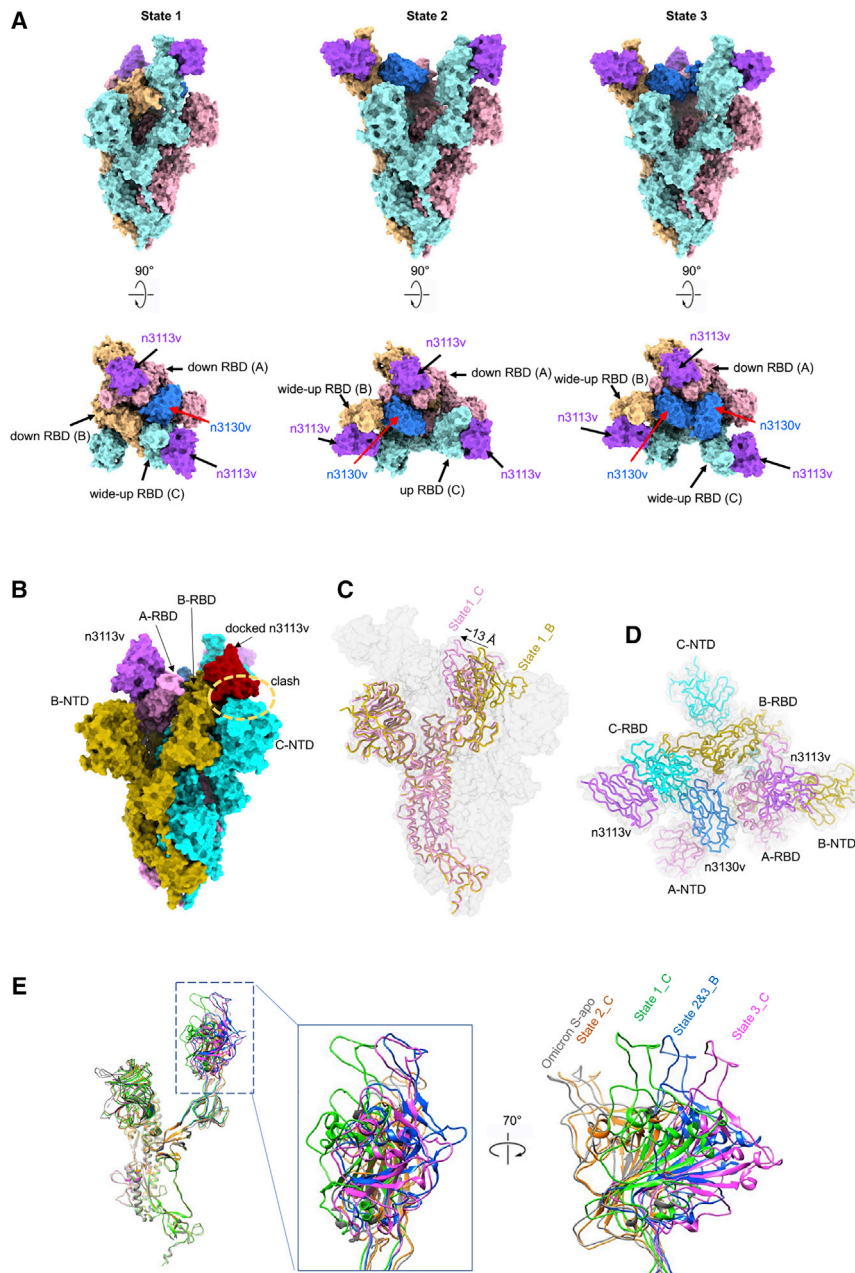 A
State 1
State 2
State 3
90°
90°
90°
n3113v
down RBD (A)
down RBD (B)
n3130v
n3113v
wide-up RBD (C)
n3113v
wide-up RBD (B)
down RBD (A)
n3113v
n3130v
n3113v
up RBD (C)
n3113v
wide-up RBD (B)
down RBD (A)
n3113v
n3130v
n3130v
n3113v
wide-up RBD (C)
B
B-RBD
A-RBD
docked n3113v
n3113v
clash
B-NTD
C-NTD
C
State1_C
~13 Å
State 1_B
D
C-NTD
B-RBD
C-RBD
n3113v
n3113v
B-NTD
A-RBD
n3130v
A-NTD
E
70°
Omicron S-apo
State 2_C
State 1_C
State 2&3_B
State 3_C